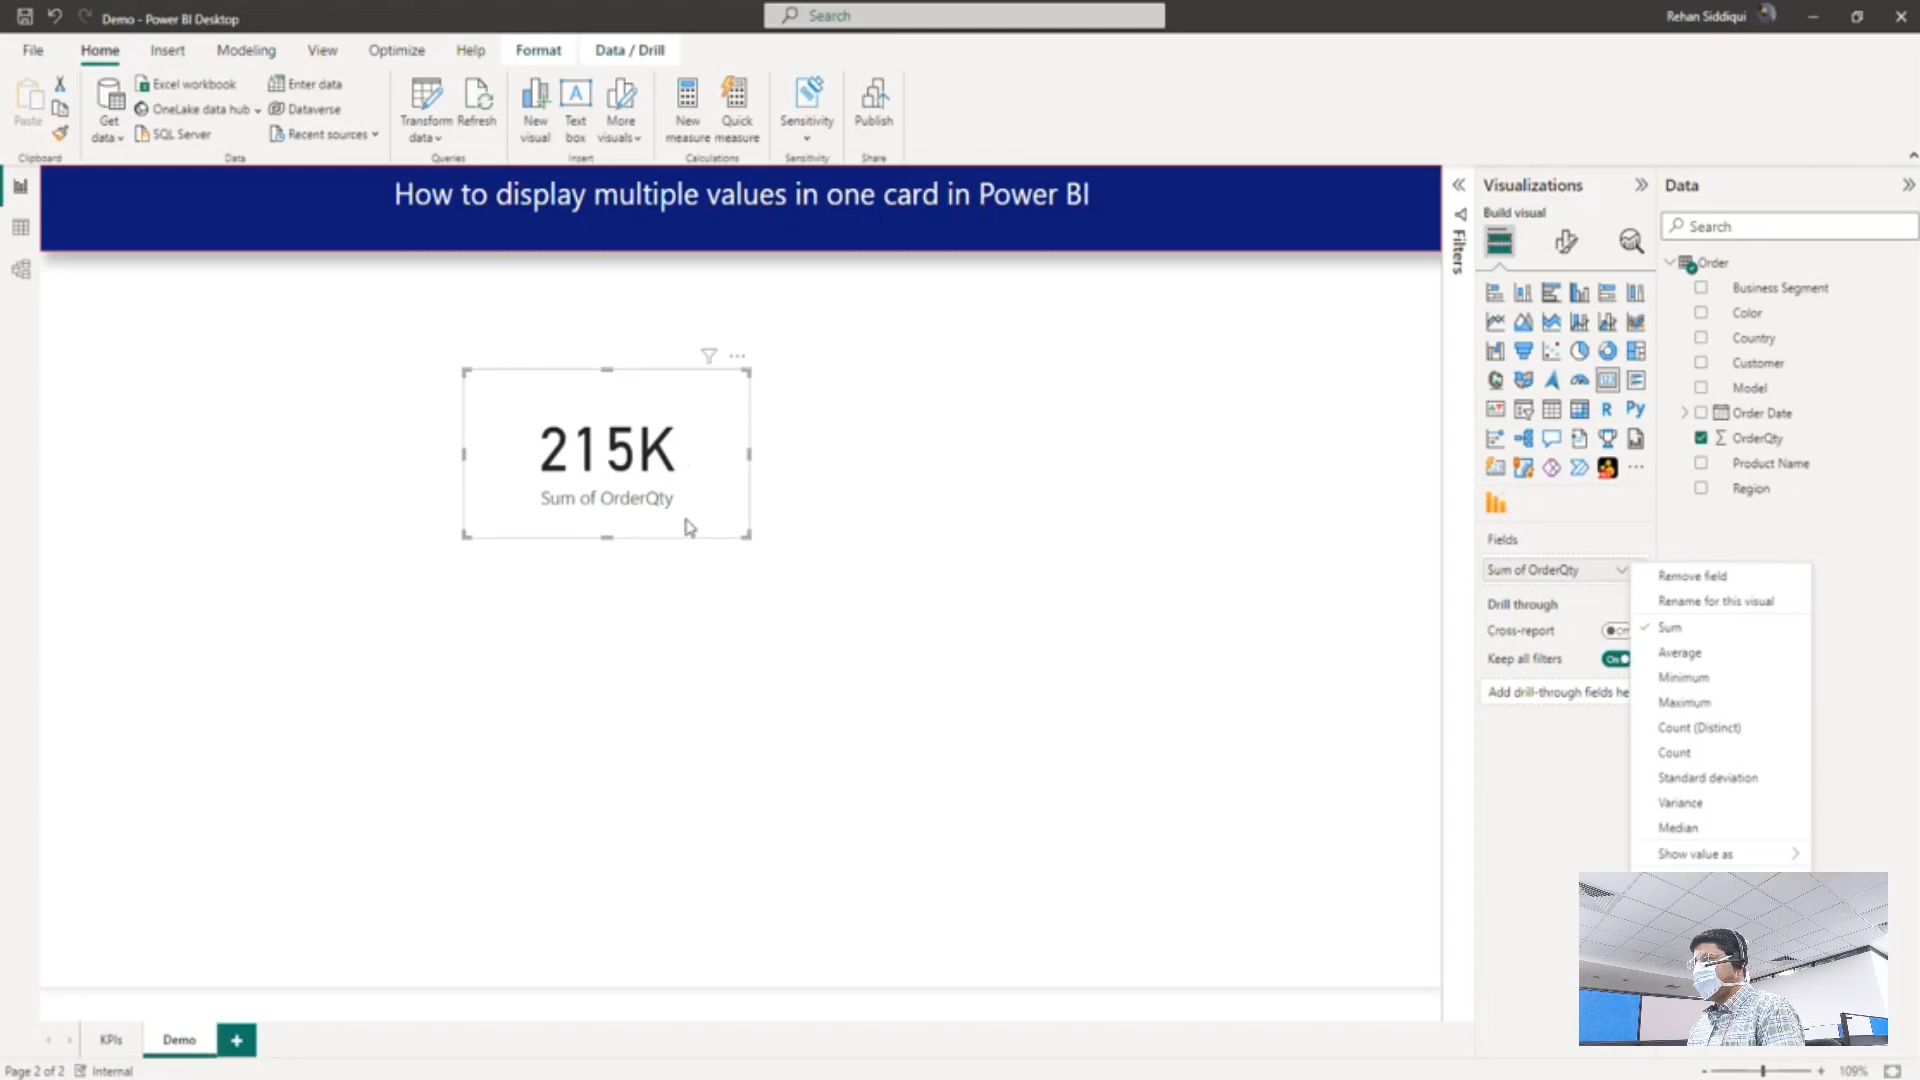 Demo - Power BI Desktop
Search
Rehan Siddiqui
File Home Insert Modeling View Optimize Help Format Data / Drill
Paste
Clipboard
Get data
Excel workbook
OneLake data hub
SQL Server
Enter data
Dataverse
Recent sources
Data
Transform data
Refresh
Queries
New visual
Text box
More visuals
Insert
New measure
Quick measure
Calculations
Sensitivity
Sensitivity
Publish
Share
How to display multiple values in one card in Power BI
215K
Sum of OrderQty
Filters
Visualizations
Build visual
R Py
Fields
Sum of OrderQty
Drill through
Cross-report
Keep all filters
On
Add drill-through fields he
Remove field
Rename for this visual
Sum
Average
Minimum
Maximum
Count (Distinct)
Count
Standard deviation
Variance
Median
Show value as
Data
Search
Order
Business Segment
Color
Country
Customer
Model
Order Date
Σ OrderQty
Product Name
Region
KPIs
Demo
+
Page 2 of 2
Internal
- + 109%